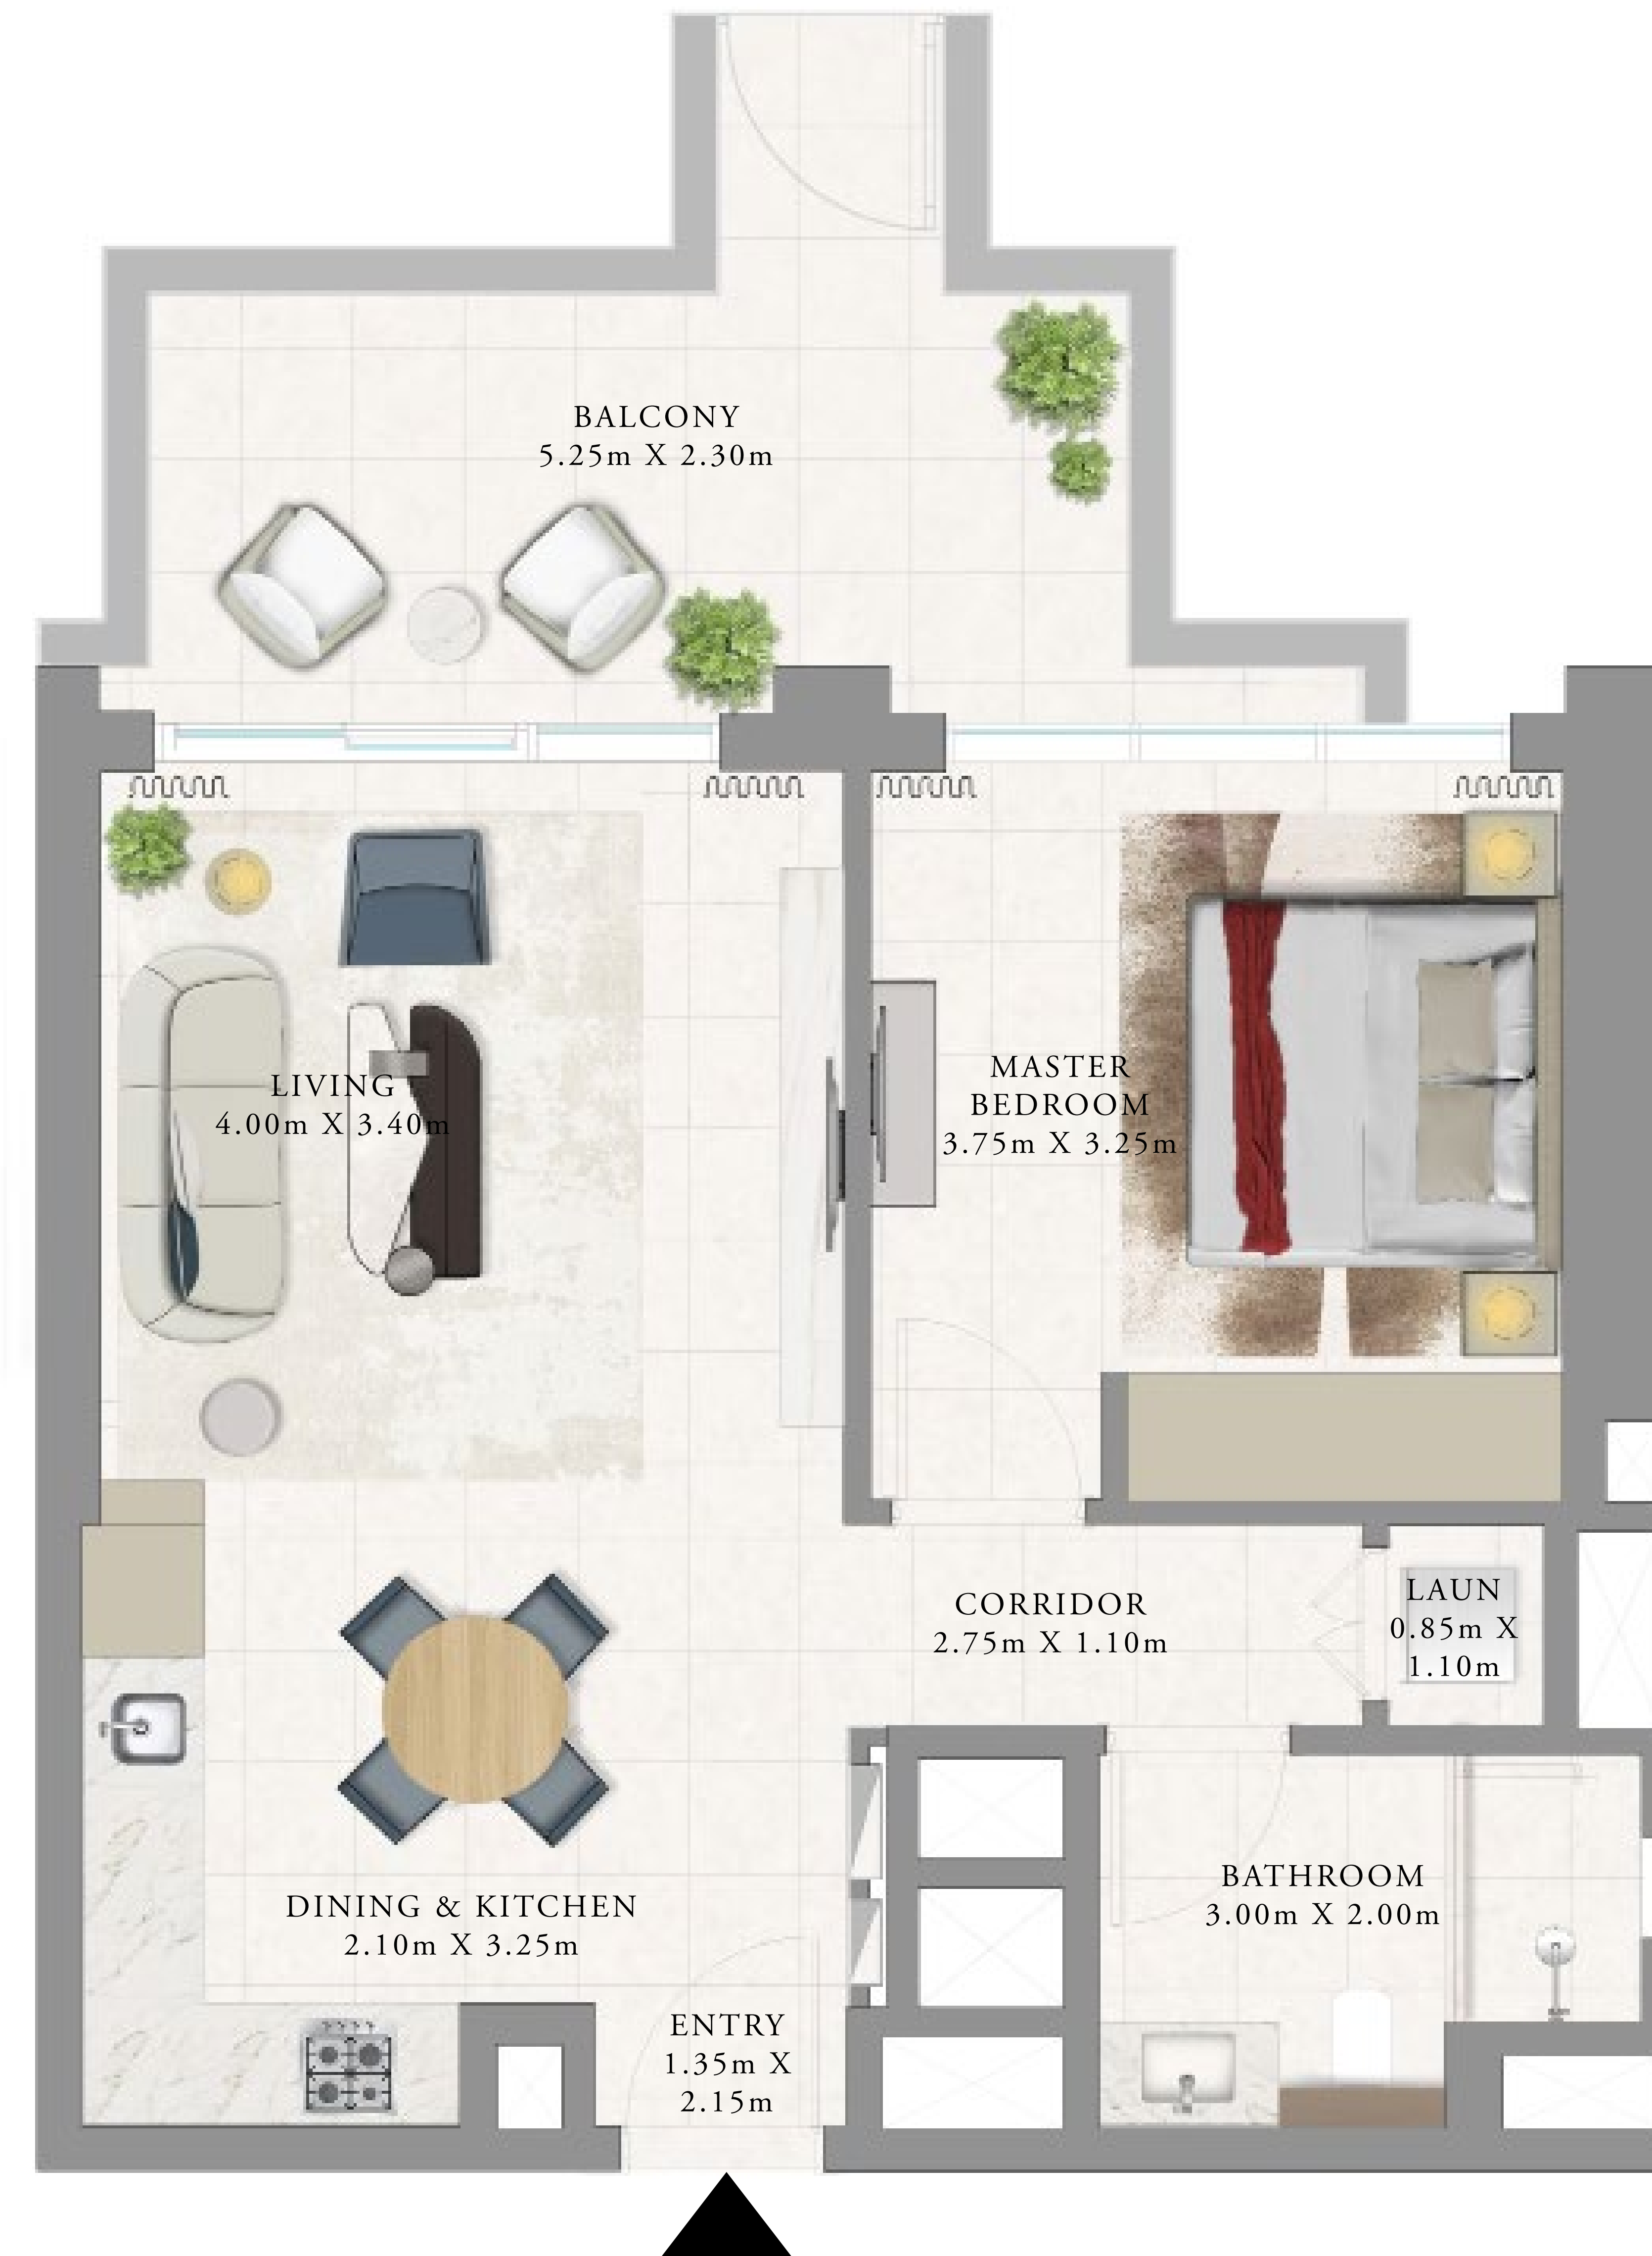 BALCONY
5.25m X 2.30m
LIVING
4.00m X 3.40m
MASTER
BEDROOM
3.75m X 3.25m
CORRIDOR
2.75m X 1.10m
LAUN
0.85m X
1.10m
DINING & KITCHEN
2.10m X 3.25m
BATHROOM
3.00m X 2.00m
ENTRY
1.35m X
2.15m